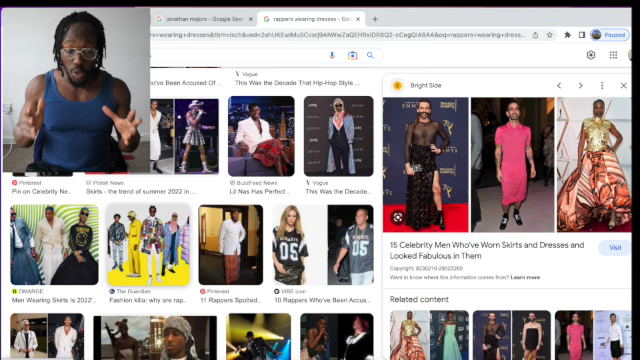 jonathan majors - Google Sear
rappers wearing dresses - Goo
Paused
Vogue
've Been Accused Of ...
This Was the Decade That Hip-Hop Style ...
Bright Side
Pinterest
Pin on Celebrity Ne...
Polish News
Skirts - the trend of summer 2022 in ...
BuzzFeed News
Lil Nas Has Perfect ...
Vogue
This Was the Decade...
15 Celebrity Men Who've Worn Skirts and Dresses and
Looked Fabulous in Them
Visit
Want to know where this information comes from? Learn more
Related content
OMARGE
Men Wearing Skirts IS 2022'...
The Guardian
Fashion killa: why are rap...
Pinterest
11 Rappers Spotted...
VIBE.com
10 Rappers Who've Been Accus...